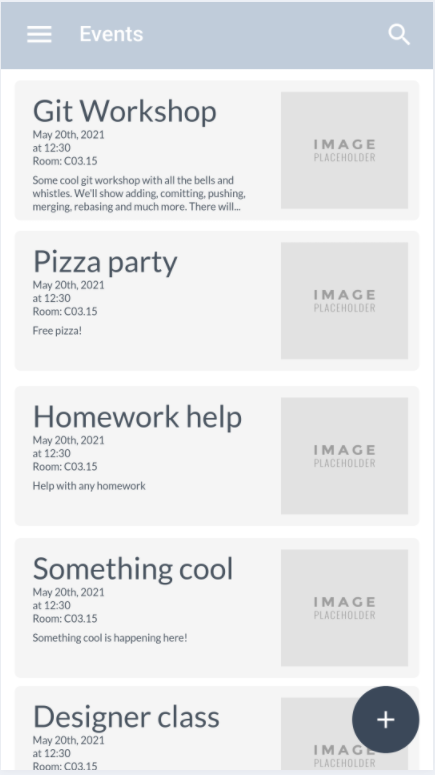 Events
Git Workshop
May 20th, 2021
at 12:30
Room: C03.15
Some cool git workshop with all the bells and
whistles. We'll show adding, comitting, pushing,
merging, rebasing and much more. There will...
IMAGE
PLACEHOLDER
Pizza party
May 20th, 2021
at 12:30
Room: C03.15
Free pizza!
IMAGE
PLACEHOLDER
Homework help
May 20th, 2021
at 12:30
Room: C03.15
Help with any homework
IMAGE
PLACEHOLDER
Something cool
May 20th, 2021
at 12:30
Room: C03.15
Something cool is happening here!
IMAGE
PLACEHOLDER
Designer class
May 20th, 2021
at 12:30
Room: C03.15
IMAGE
PLACEHOLDER